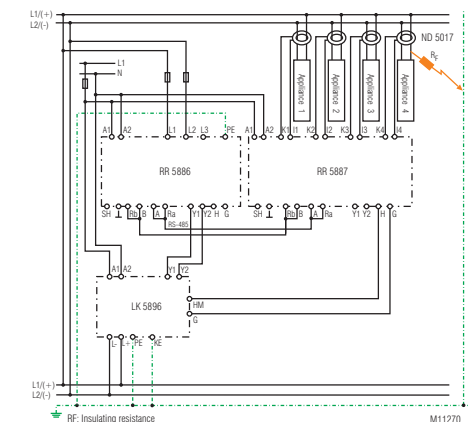 L1/(+)
L2/(-)
ND 5017
RF
L1
N
Appliance 1
Appliance 2
Appliance 3
Appliance 4
A1 A2 L1 L2 L3 PE A1 A2 K1 I1 K2 I2 K3 I3 K4 I4
RR 5886
RR 5887
SH Rb B A Ra Y1 Y2 H G SH Rb B A Ra Y1 Y2 H G
RS-485
A1 A2 Y1 Y2
LK 5896
HM
G
L- L+ PE KE
L1/(+)
L2/(-)
RF: Insulating resistance
M11270